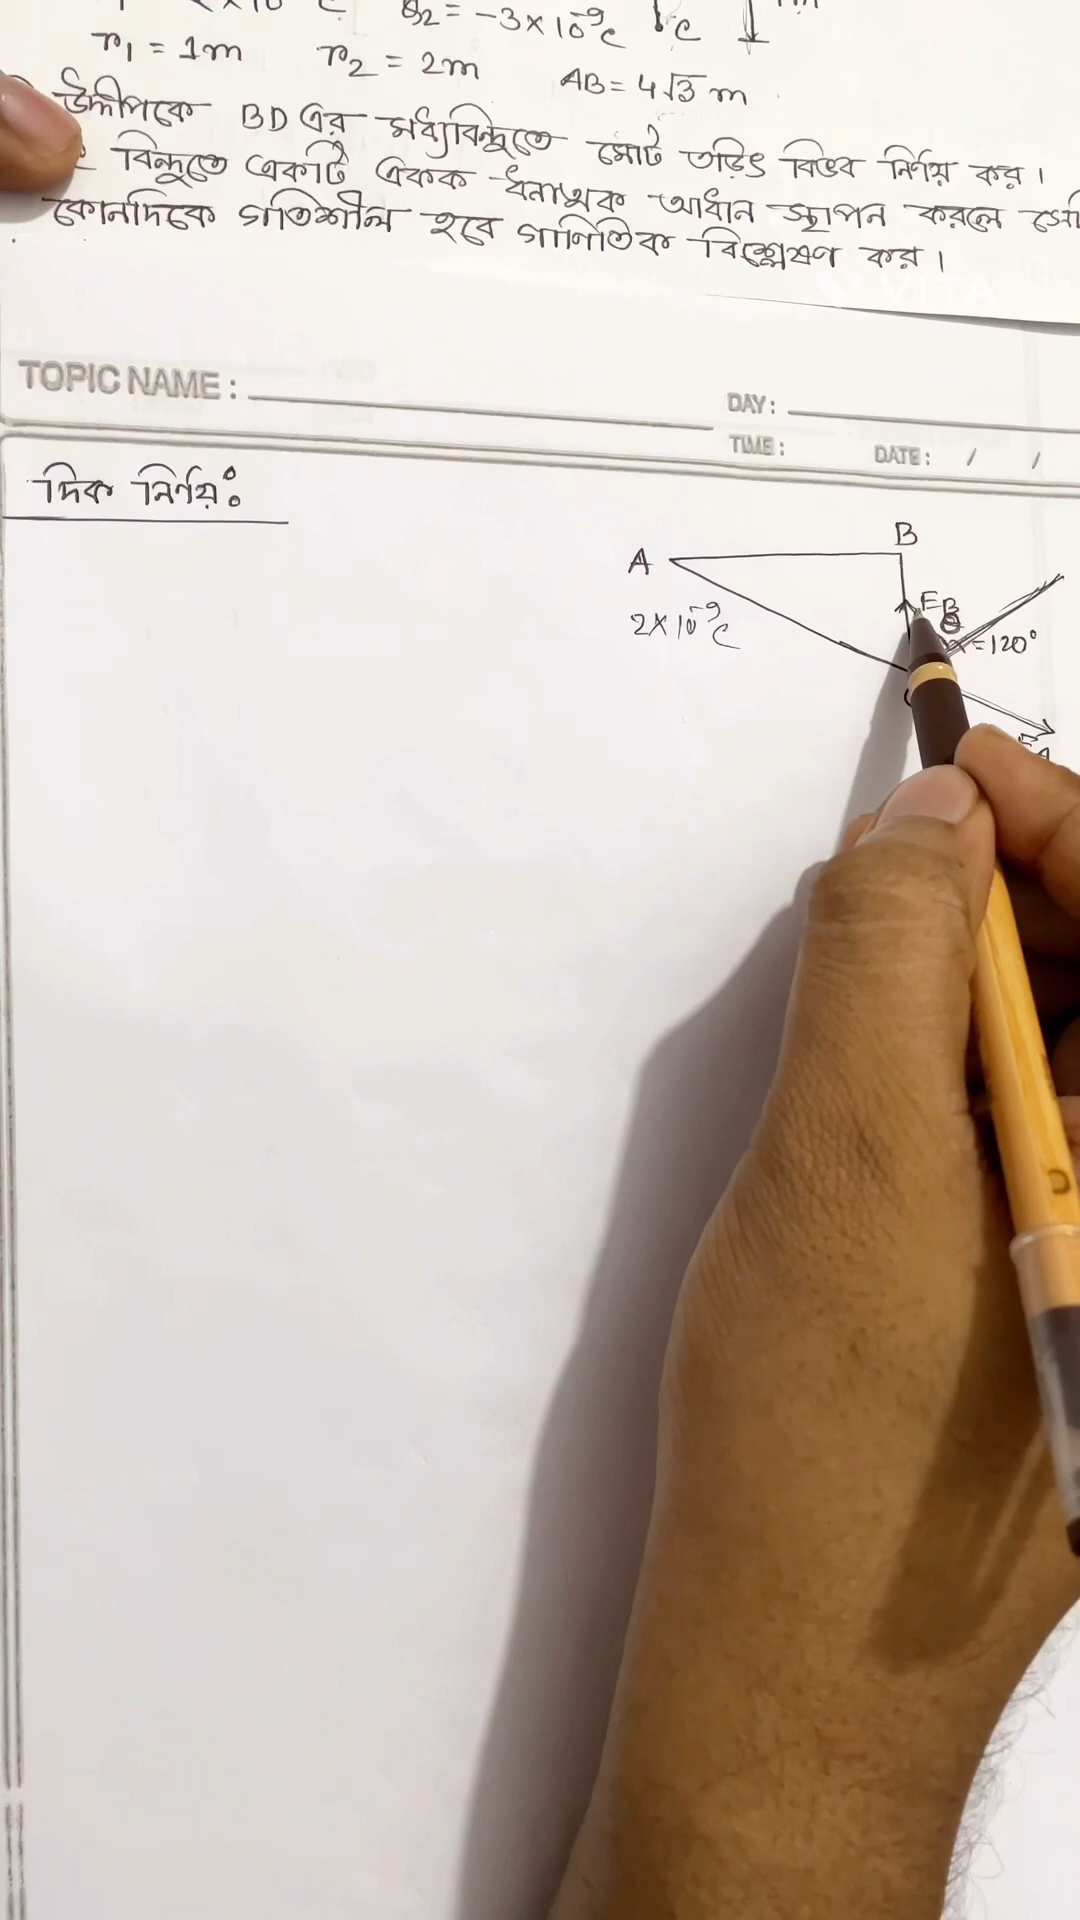 Q₂ = -3×10⁻⁹c
r₁ = 1m r₂ = 2m AB = 4√3 m
উদ্দীপকে BD এর মধ্যবিন্দুতে মোট তড়িৎ বিভব নির্ণয় কর।
বিন্দুতে একটি একক ধনাত্মক আধান স্থাপন করলে
কোনদিকে গতিশীল হবে গাণিতিক বিশ্লেষণ কর।
VITA
TOPIC NAME :
DAY :
TIME : DATE : / /
দিক নির্ণয়ঃ
B
A
E_B
2×10⁻⁹C
α=120°
E_A